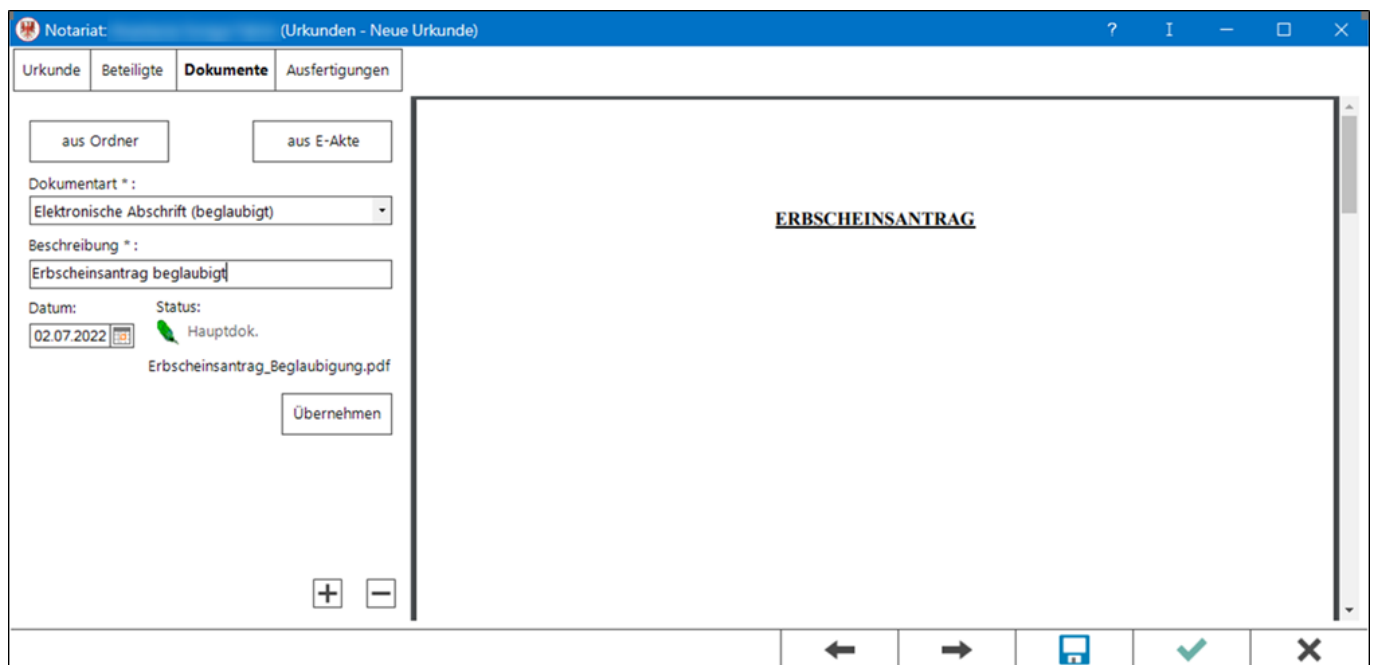 Notariat: (Urkunden - Neue Urkunde)
Urkunde Beteiligte Dokumente Ausfertigungen
aus Ordner aus E-Akte
Dokumentart * :
Elektronische Abschrift (beglaubigt)
Beschreibung * :
Erbscheinsantrag beglaubigt
Datum: Status:
02.07.2022 Hauptdok.
Erbscheinsantrag_Beglaubigung.pdf
Übernehmen
ERBSCHEINSANTRAG